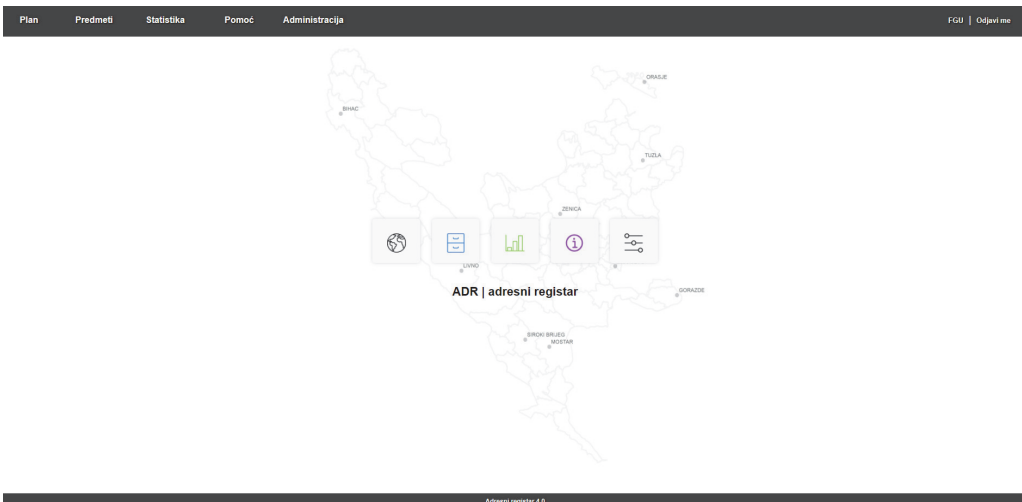 Plan Predmeti Statistika Pomoć Administracija FGU | Odjavi me
ORASJE
BIHAC
TUZLA
ZENICA
LIVNO
ADR | adresni registar
GORAZDE
SIROKI BRIJEG
MOSTAR
Adresni registar 4.0